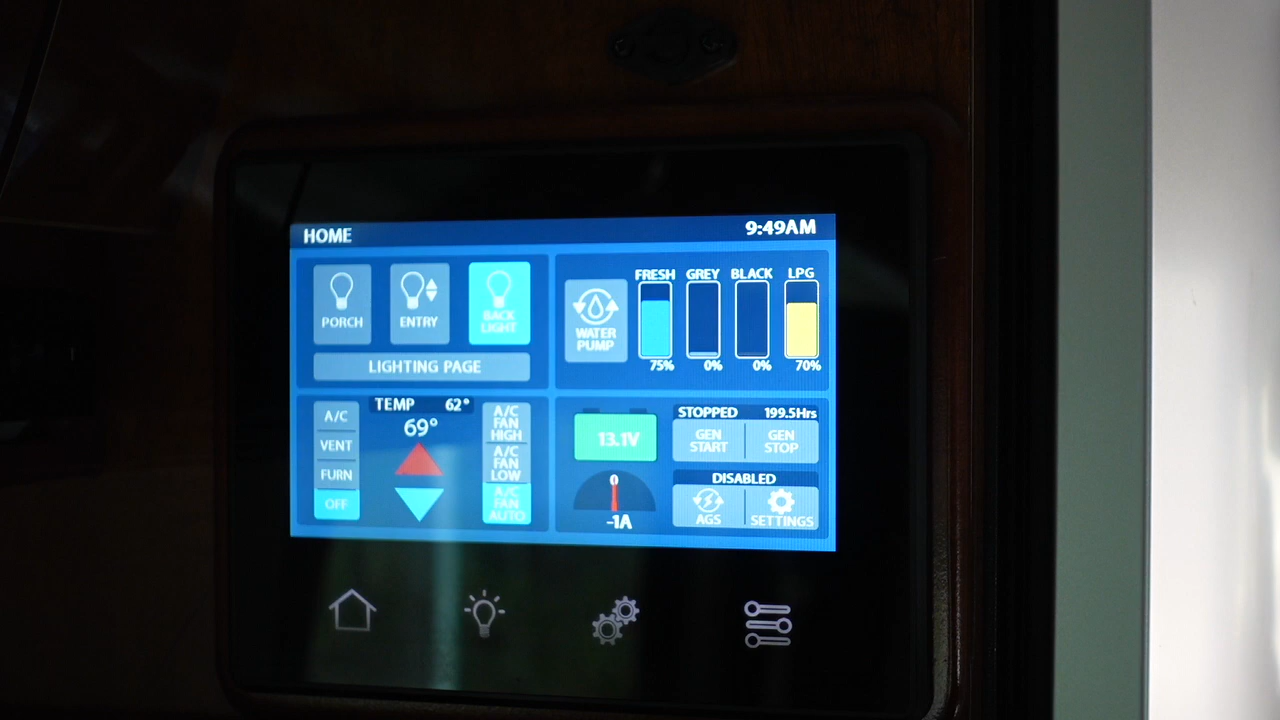 HOME
9:49AM
PORCH
ENTRY
BACK
LIGHT
LIGHTING PAGE
WATER
PUMP
FRESH
GREY
BLACK
LPG
75%
0%
0%
70%
A/C
VENT
FURN
OFF
TEMP 62°
69°
A/C
FAN
HIGH
A/C
FAN
LOW
A/C
FAN
AUTO
13.1V
0
-1A
STOPPED 199.5Hrs
GEN
START
GEN
STOP
DISABLED
AGS
SETTINGS